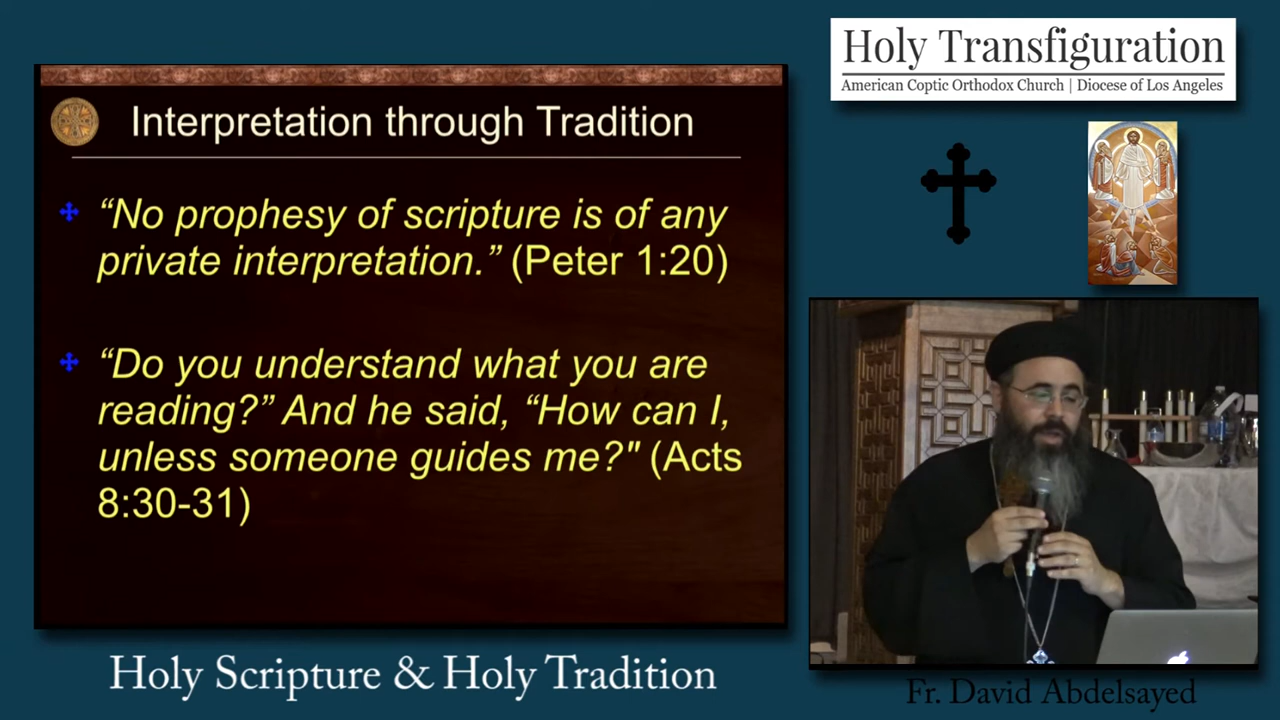 Interpretation through Tradition
“No prophesy of scripture is of any
private interpretation.” (Peter 1:20)
“Do you understand what you are
reading?” And he said, “How can I,
unless someone guides me?" (Acts
8:30-31)
Holy Scripture & Holy Tradition
Holy Transfiguration
American Coptic Orthodox Church | Diocese of Los Angeles
Fr. David Abdelsayed